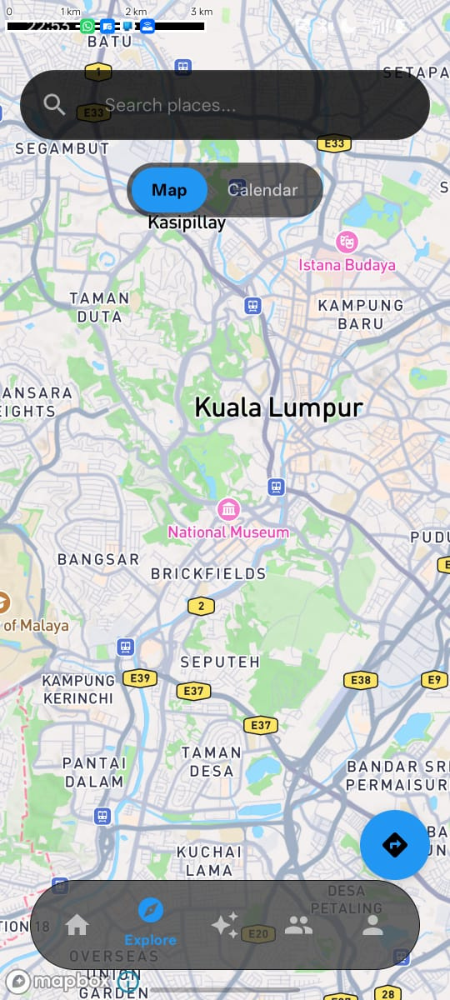 0 1 km 2 km 3 km
22:53
BATU
1
SETAPA
E33
Search places...
E33
SEGAMBUT
Map Calendar
S
Kasipillay
Istana Budaya
TAMAN
DUTA
KAMPUNG
BARU
ANSARA
EIGHTS
Kuala Lumpur
National Museum
PUDU
BANGSAR
BRICKFIELDS
E
2
of Malaya
SEPUTEH
E39
KAMPUNG
KERINCHI
E37
E38
E9
E37
TAMAN
DESA
PANTAI
DALAM
BANDAR SRI
PERMAISUR
BA
UN
KUCHAI
LAMA
DESA
PETALING
TION 18
E20
Explore
OVERSEAS
UNION
GARDEN
mapbox
E37
28